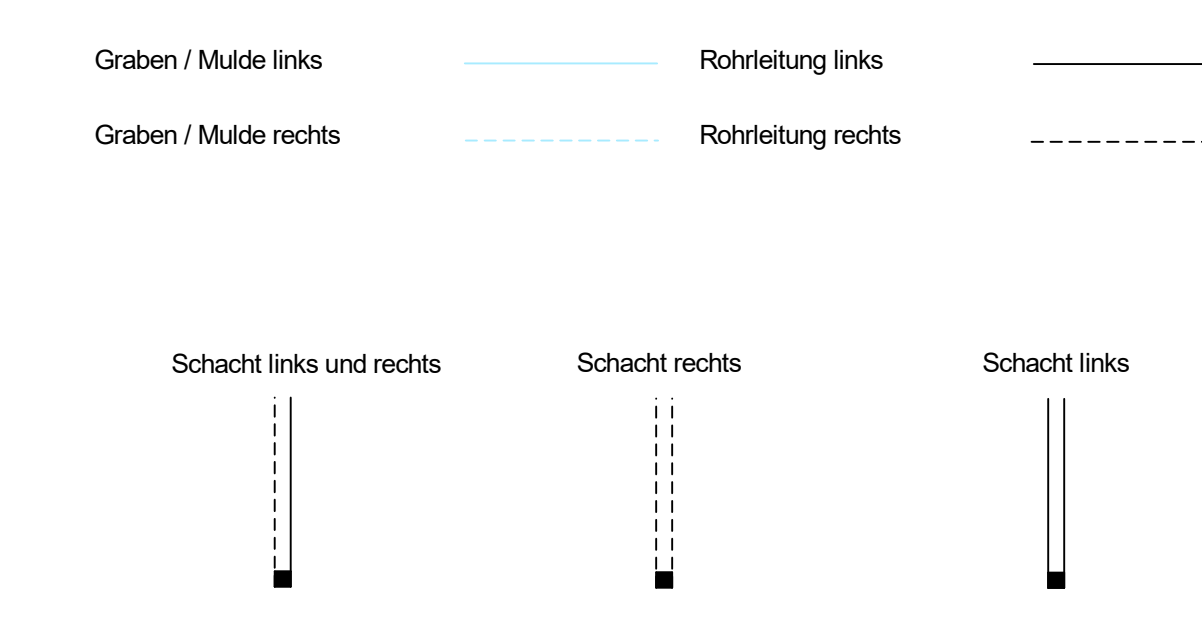 Graben / Mulde links
Rohrleitung links
Graben / Mulde rechts
Rohrleitung rechts
Schacht links und rechts
Schacht rechts
Schacht links